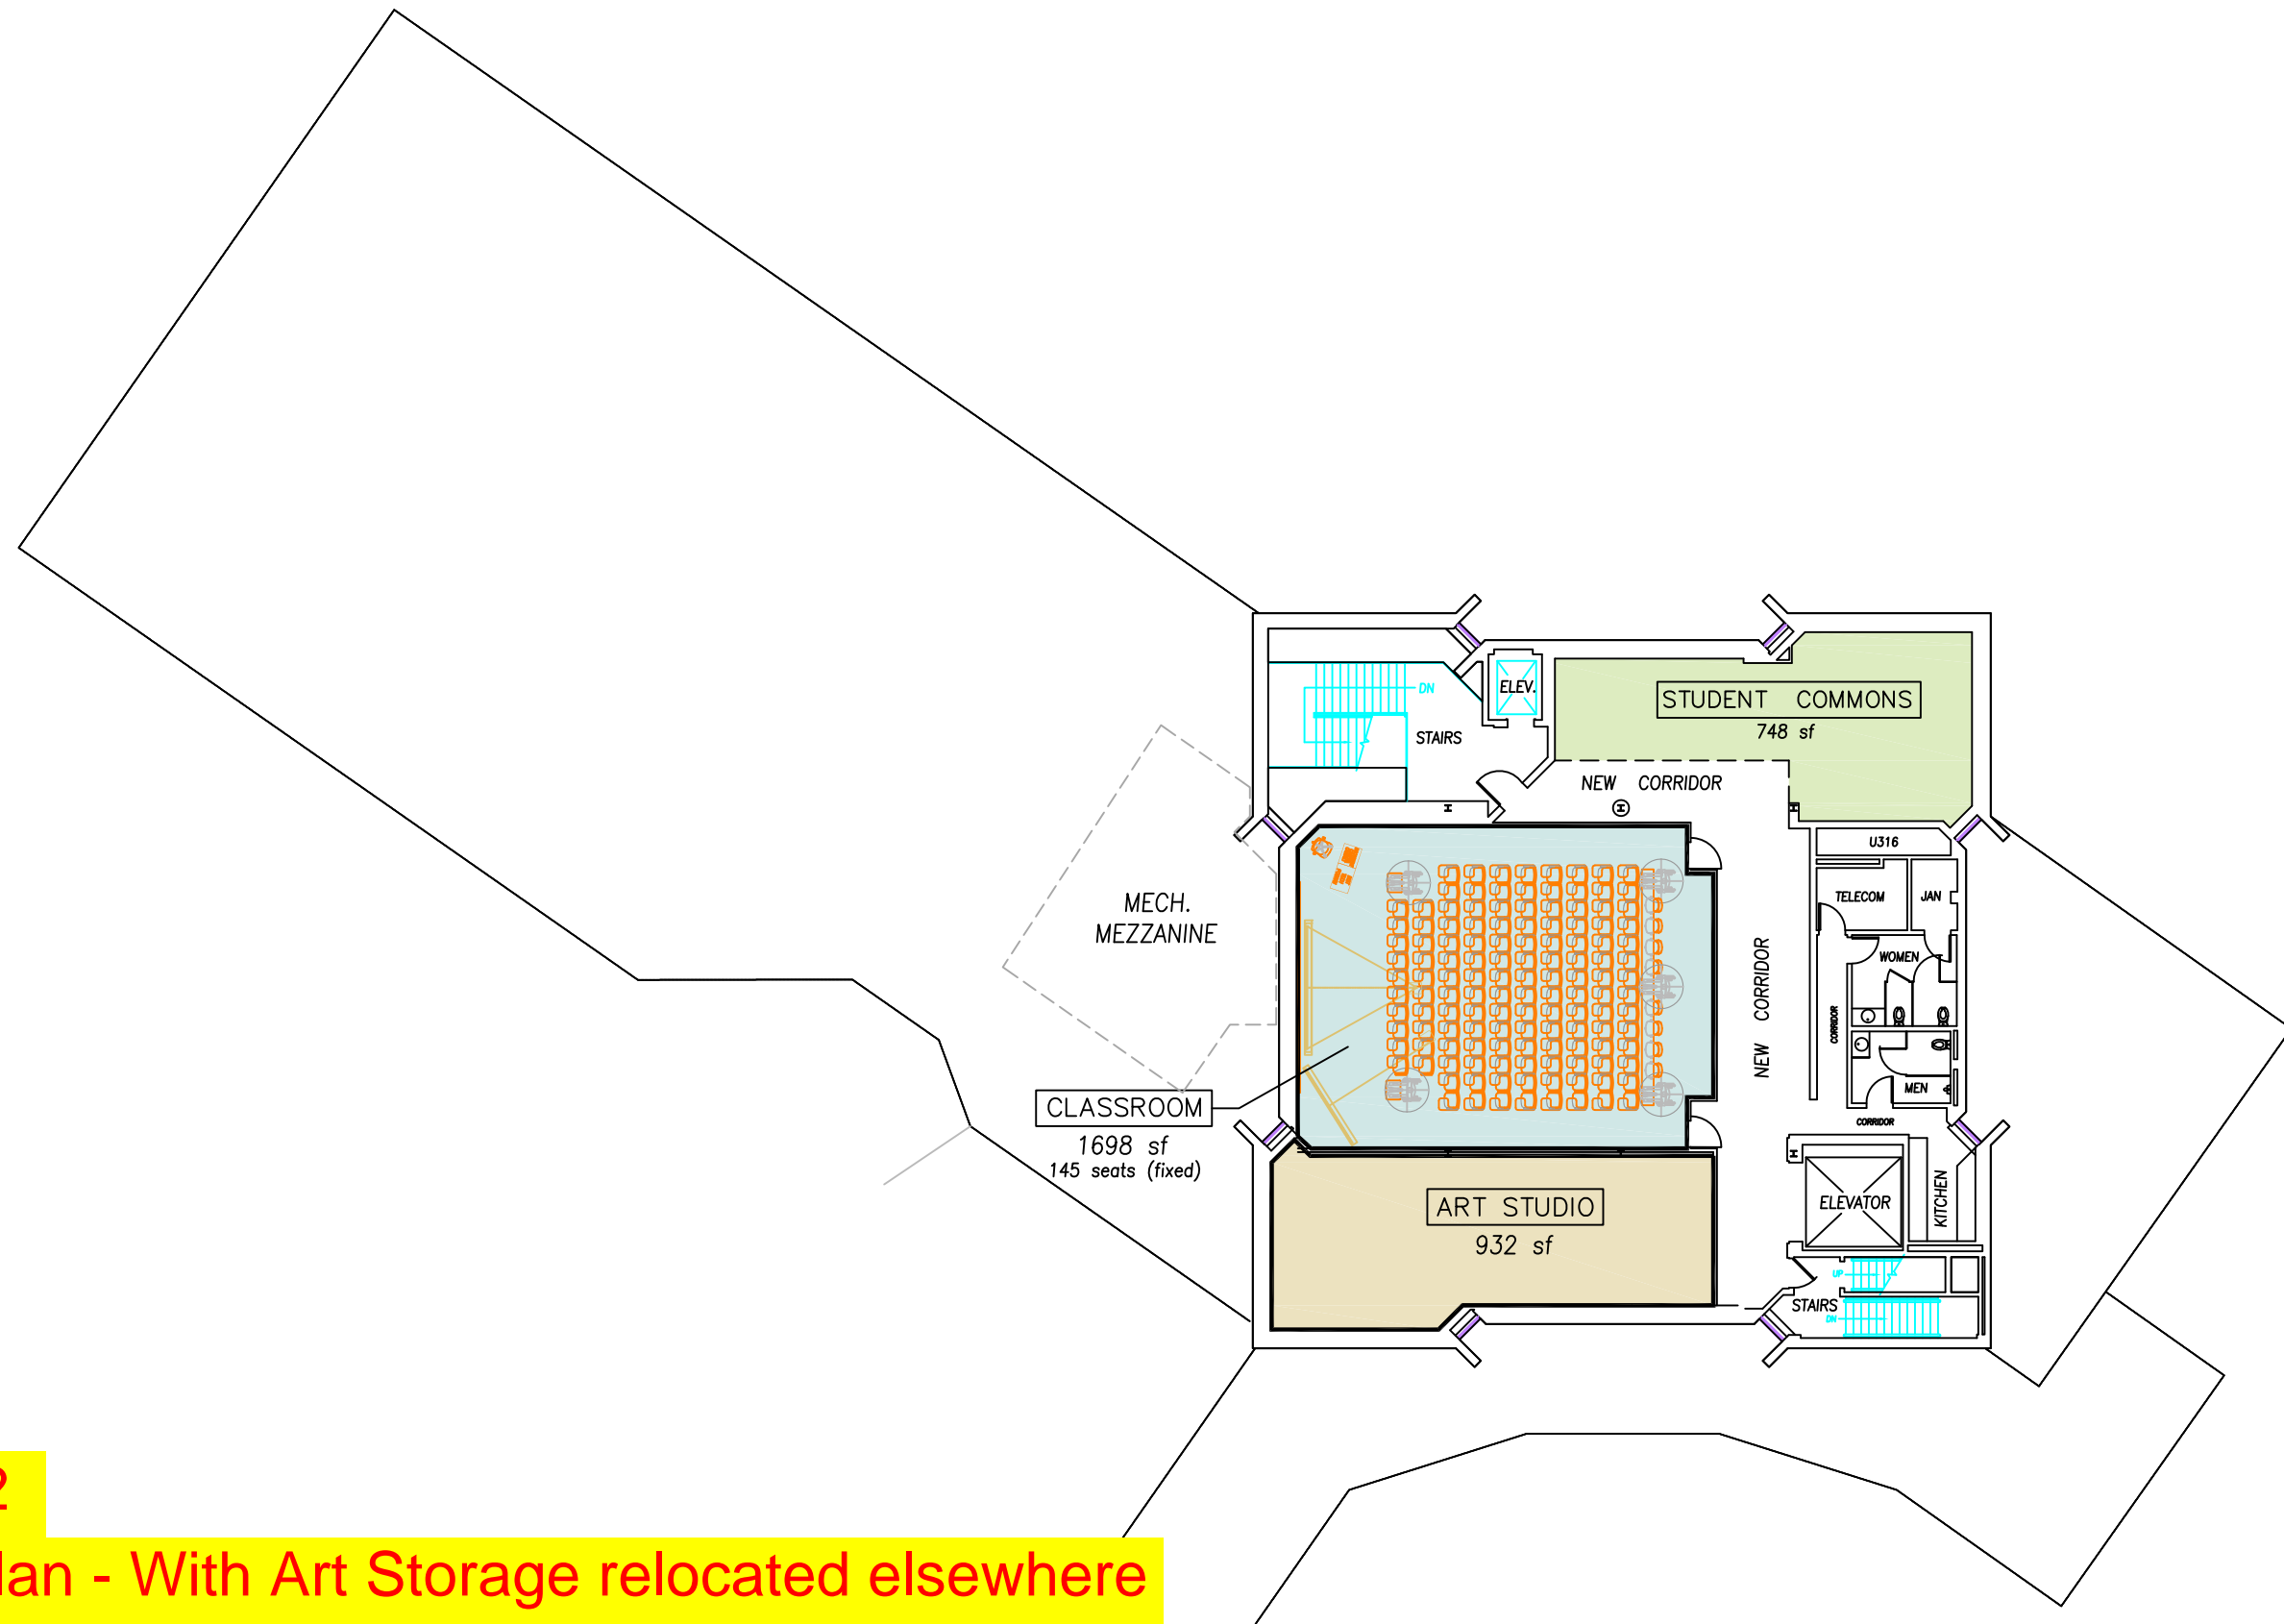 DN
ELEV.
STAIRS
STUDENT COMMONS
748 sf
NEW CORRIDOR
H
H
H
U316
TELECOM
JAN
MECH.
MEZZANINE
WOMEN
NEW CORRIDOR
CORRIDOR
MEN
CORRIDOR
CLASSROOM
1698 sf
145 seats (fixed)
H
ART STUDIO
932 sf
ELEVATOR
KITCHEN
UP
STAIRS
DN
2
lan - With Art Storage relocated elsewhere